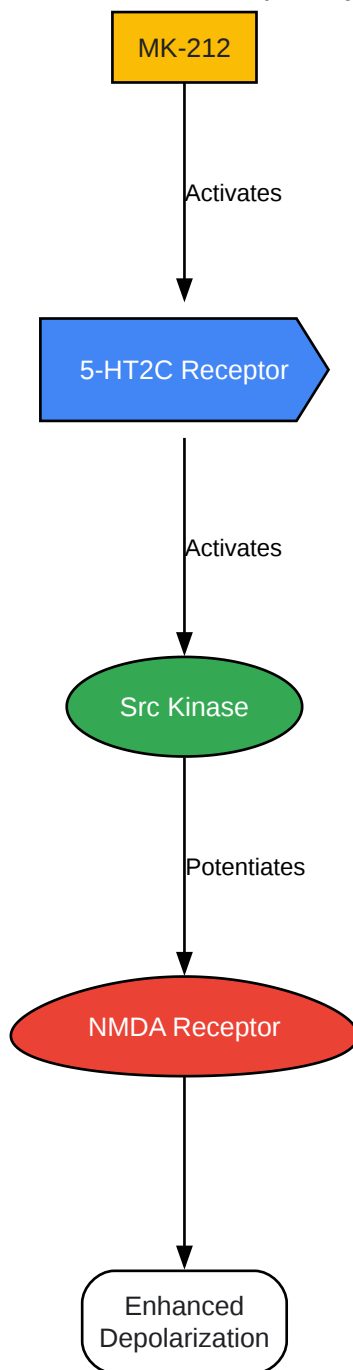 MK-212
Activates
5-HT2C Receptor
Activates
Src Kinase
Potentiates
NMDA Receptor
Enhanced
Depolarization